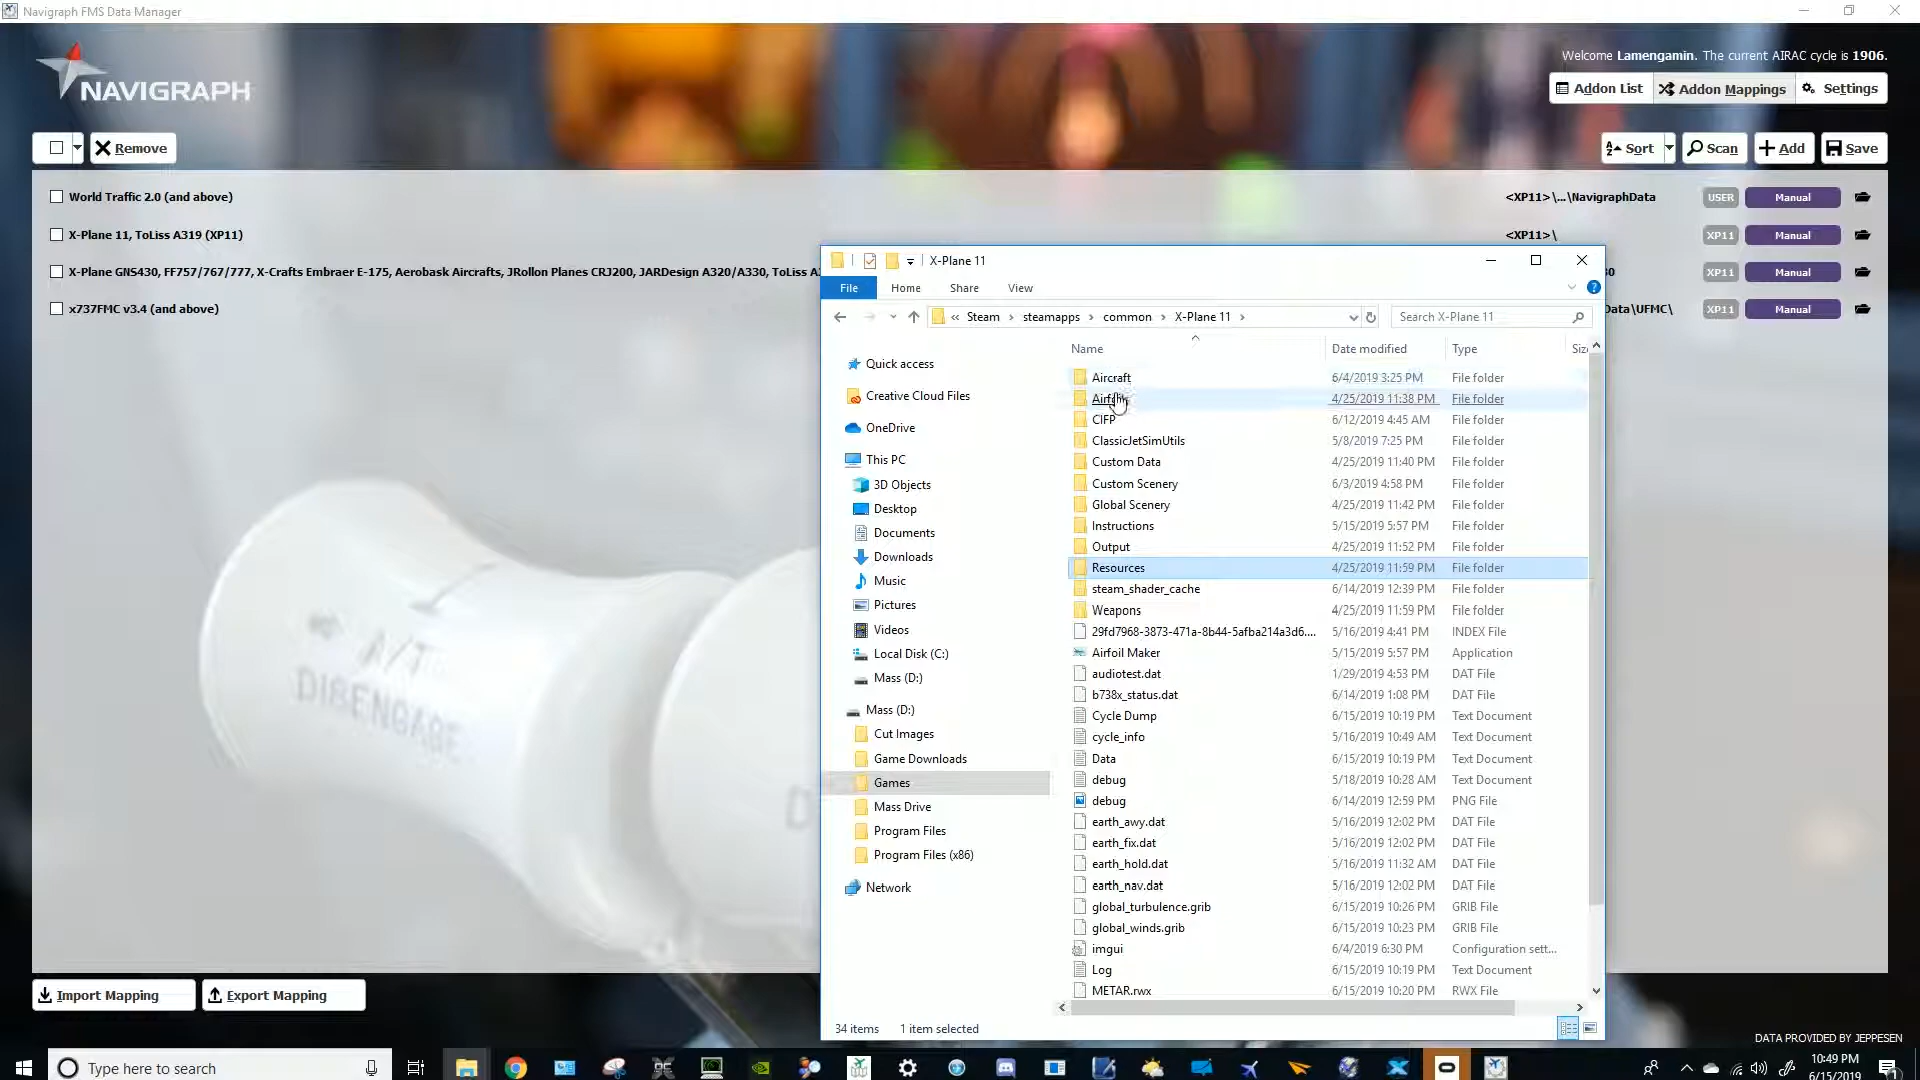 Navigraph FMS Data Manager
NAVIGRAPH
Welcome Lamengamin. The current AIRAC cycle is 1906.
Addon List
Addon Mappings
Settings
Remove
Sort
Scan
Add
Save
World Traffic 2.0 (and above)
<XP11>\...\NavigraphData
USER
Manual
X-Plane 11, ToLiss A319 (XP11)
<XP11>\
XP11
Manual
X-Plane GNS430, FF757/767/777, X-Crafts Embraer E-175, Aerobask Aircrafts, JRollon Planes CRJ200, JARDesign A320/A330, ToLiss A3
30
XP11
Manual
x737FMC v3.4 (and above)
Data\UFMC\
XP11
Manual
X-Plane 11
File
Home
Share
View
« Steam > steamapps > common > X-Plane 11 >
Search X-Plane 11
Quick access
Creative Cloud Files
OneDrive
This PC
3D Objects
Desktop
Documents
Downloads
Music
Pictures
Videos
Local Disk (C:)
Mass (D:)
Mass (D:)
Cut Images
Game Downloads
Games
Mass Drive
Program Files
Program Files (x86)
Network
Name Date modified Type Siz
Aircraft 6/4/2019 3:25 PM File folder
4/25/2019 11:38 PM File folder
CIFP 6/12/2019 4:45 AM File folder
ClassicJetSimUtils 5/8/2019 7:25 PM File folder
Custom Data 4/25/2019 11:40 PM File folder
Custom Scenery 6/3/2019 4:58 PM File folder
Global Scenery 4/25/2019 11:42 PM File folder
Instructions 5/15/2019 5:57 PM File folder
Output 4/25/2019 11:52 PM File folder
Resources 4/25/2019 11:59 PM File folder
steam_shader_cache 6/14/2019 12:39 PM File folder
Weapons 4/25/2019 11:59 PM File folder
29fd7968-3873-471a-8b44-5afba214a3d6.... 5/16/2019 4:41 PM INDEX File
Airfoil Maker 5/15/2019 5:57 PM Application
audiotest.dat 1/29/2019 4:53 PM DAT File
b738x_status.dat 6/14/2019 1:08 PM DAT File
Cycle Dump 6/15/2019 10:19 PM Text Document
cycle_info 5/16/2019 10:49 AM Text Document
Data 6/15/2019 10:19 PM Text Document
debug 5/18/2019 10:28 AM Text Document
debug 6/14/2019 12:59 PM PNG File
earth_awy.dat 5/16/2019 12:02 PM DAT File
earth_fix.dat 5/16/2019 12:02 PM DAT File
earth_hold.dat 5/16/2019 11:32 AM DAT File
earth_nav.dat 5/16/2019 12:02 PM DAT File
global_turbulence.grib 6/15/2019 10:26 PM GRIB File
global_winds.grib 6/15/2019 10:23 PM GRIB File
imgui 6/4/2019 6:30 PM Configuration sett...
Log 6/15/2019 10:19 PM Text Document
METAR.rwx 6/15/2019 10:20 PM RWX File
34 items 1 item selected
A/T
DISENGAGE
Import Mapping
Export Mapping
DATA PROVIDED BY JEPPESEN
Type here to search
10:49 PM
6/15/2019